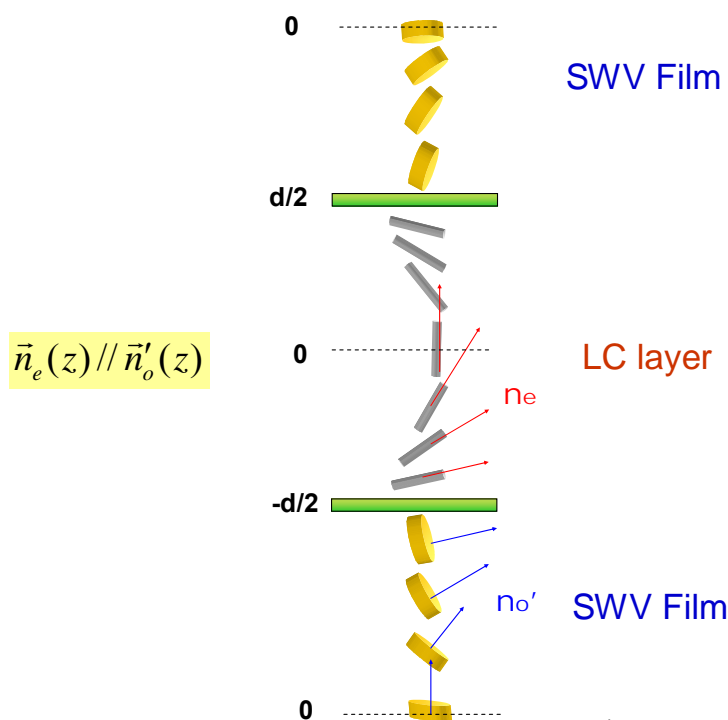 0
SWV Film
d/2
n⃗ₑ(z) // n⃗ₒ′(z)
0
LC layer
ne
-d/2
no'
SWV Film
0